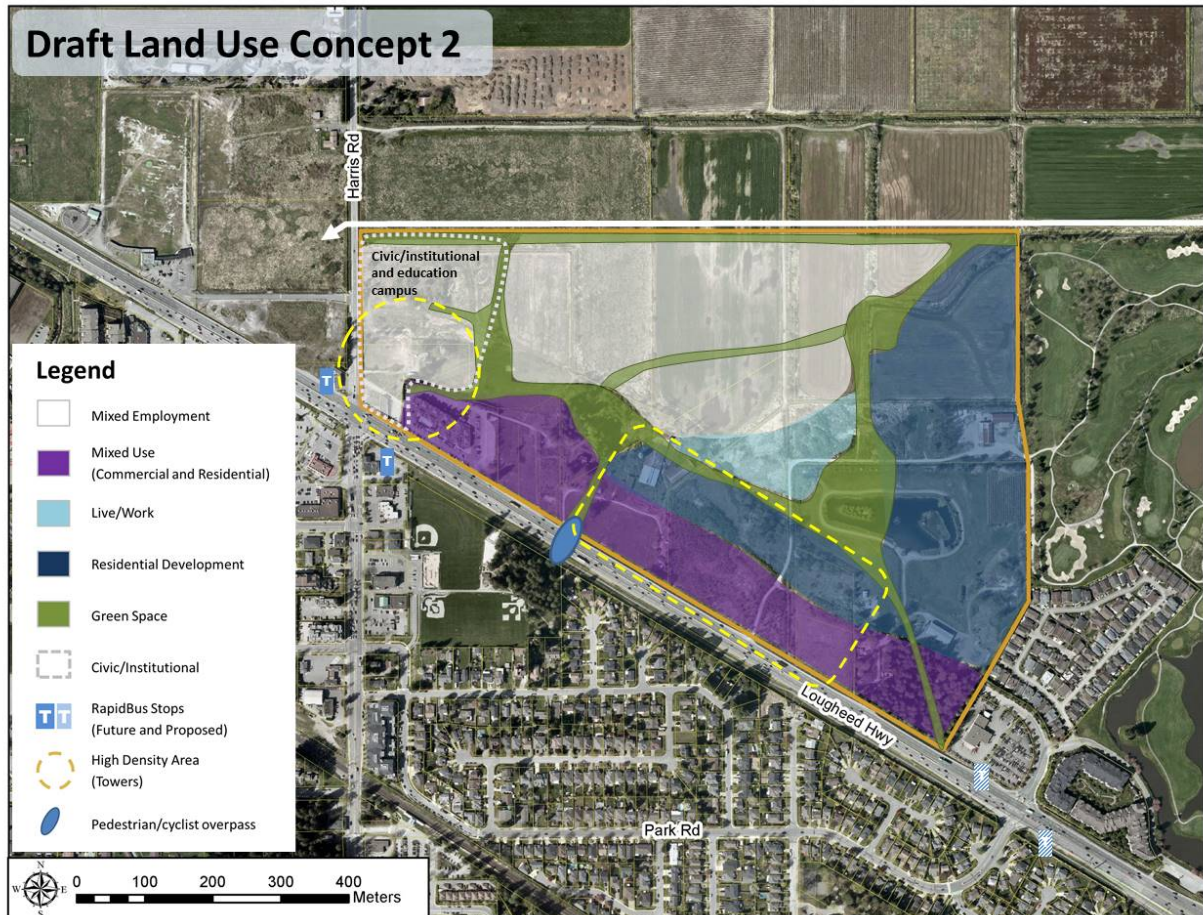 Draft Land Use Concept 2
Harris Rd
Civic/institutional
and education
campus
Legend
Mixed Employment
Mixed Use
(Commercial and Residential)
Live/Work
Residential Development
Green Space
Civic/Institutional
T T
RapidBus Stops
(Future and Proposed)
High Density Area
(Towers)
Pedestrian/cyclist overpass
T
T
Lougheed Hwy
Park Rd
T
T
N
W E
S
0 100 200 300 400
Meters